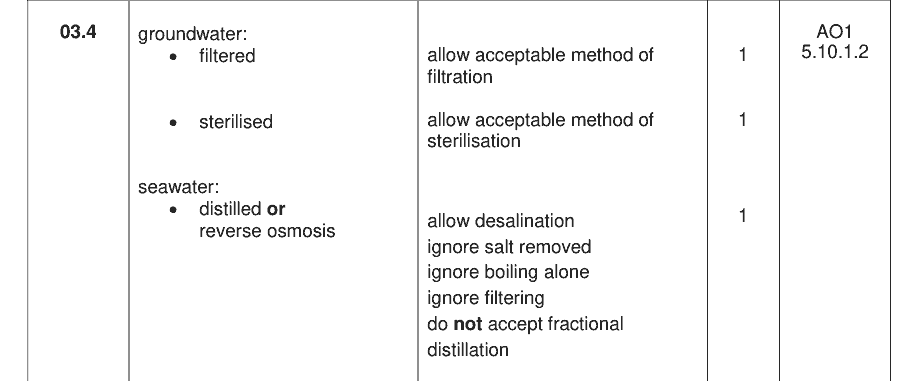 03.4
groundwater:
• filtered
allow acceptable method of
filtration
1
AO1
5.10.1.2
• sterilised
allow acceptable method of
sterilisation
1
seawater:
• distilled or
reverse osmosis
allow desalination
ignore salt removed
ignore boiling alone
ignore filtering
do not accept fractional
distillation
1